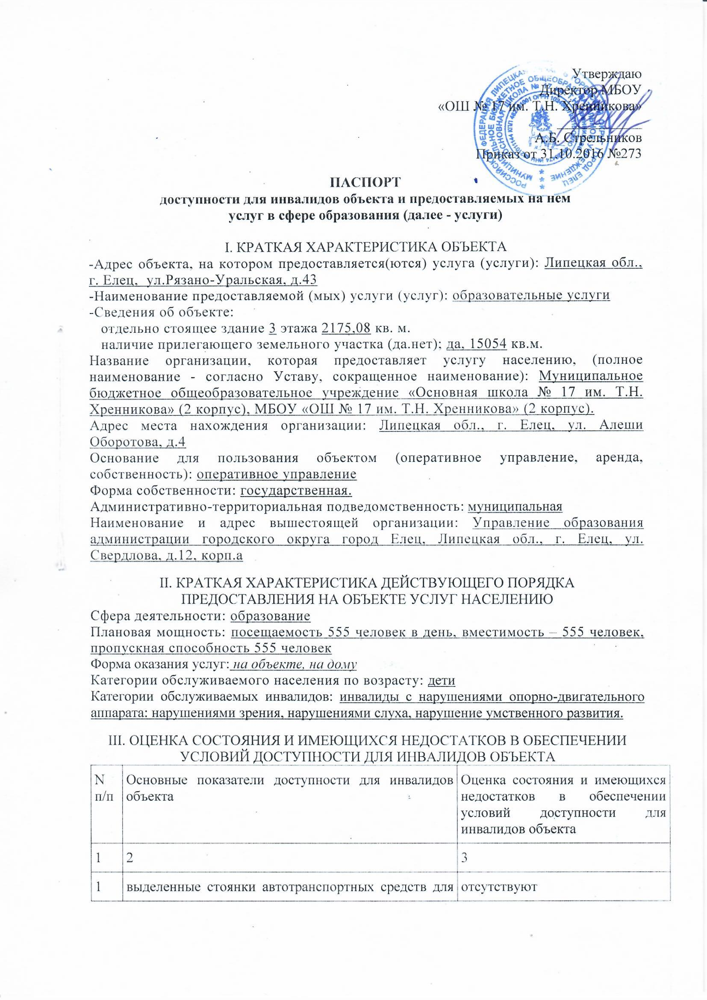 Утверждаю
Директор МБОУ
«ОШ № 17 им. Т.Н. Хренникова»
А.Б. Стрельников
Приказ от 31.10.2016 №273
ПАСПОРТ
доступности для инвалидов объекта и предоставляемых на нем
услуг в сфере образования (далее - услуги)
I. КРАТКАЯ ХАРАКТЕРИСТИКА ОБЪЕКТА
-Адрес объекта, на котором предоставляется(ются) услуга (услуги): Липецкая обл.,
г. Елец, ул.Рязано-Уральская, д.43
-Наименование предоставляемой (мых) услуги (услуг): образовательные услуги
-Сведения об объекте:
отдельно стоящее здание 3 этажа 2175,08 кв. м.
наличие прилегающего земельного участка (да.нет); да, 15054 кв.м.
Название организации, которая предоставляет услугу населению, (полное
наименование - согласно Уставу, сокращенное наименование): Муниципальное
бюджетное общеобразовательное учреждение «Основная школа № 17 им. Т.Н.
Хренникова» (2 корпус), МБОУ «ОШ № 17 им. Т.Н. Хренникова» (2 корпус).
Адрес места нахождения организации: Липецкая обл., г. Елец, ул. Алеши
Оборотова, д.4
Основание для пользования объектом (оперативное управление, аренда,
собственность): оперативное управление
Форма собственности: государственная.
Административно-территориальная подведомственность: муниципальная
Наименование и адрес вышестоящей организации: Управление образования
администрации городского округа город Елец, Липецкая обл., г. Елец, ул.
Свердлова, д.12, корп.а
II. КРАТКАЯ ХАРАКТЕРИСТИКА ДЕЙСТВУЮЩЕГО ПОРЯДКА
ПРЕДОСТАВЛЕНИЯ НА ОБЪЕКТЕ УСЛУГ НАСЕЛЕНИЮ
Сфера деятельности: образование
Плановая мощность: посещаемость 555 человек в день, вместимость – 555 человек,
пропускная способность 555 человек
Форма оказания услуг: на объекте, на дому
Категории обслуживаемого населения по возрасту: дети
Категории обслуживаемых инвалидов: инвалиды с нарушениями опорно-двигательного
аппарата: нарушениями зрения, нарушениями слуха, нарушение умственного развития.
III. ОЦЕНКА СОСТОЯНИЯ И ИМЕЮЩИХСЯ НЕДОСТАТКОВ В ОБЕСПЕЧЕНИИ
УСЛОВИЙ ДОСТУПНОСТИ ДЛЯ ИНВАЛИДОВ ОБЪЕКТА
N
п/п
Основные показатели доступности для инвалидов
объекта
Оценка состояния и имеющихся
недостатков в обеспечении
условий доступности для
инвалидов объекта
1
2
3
1
выделенные стоянки автотранспортных средств для
отсутствуют